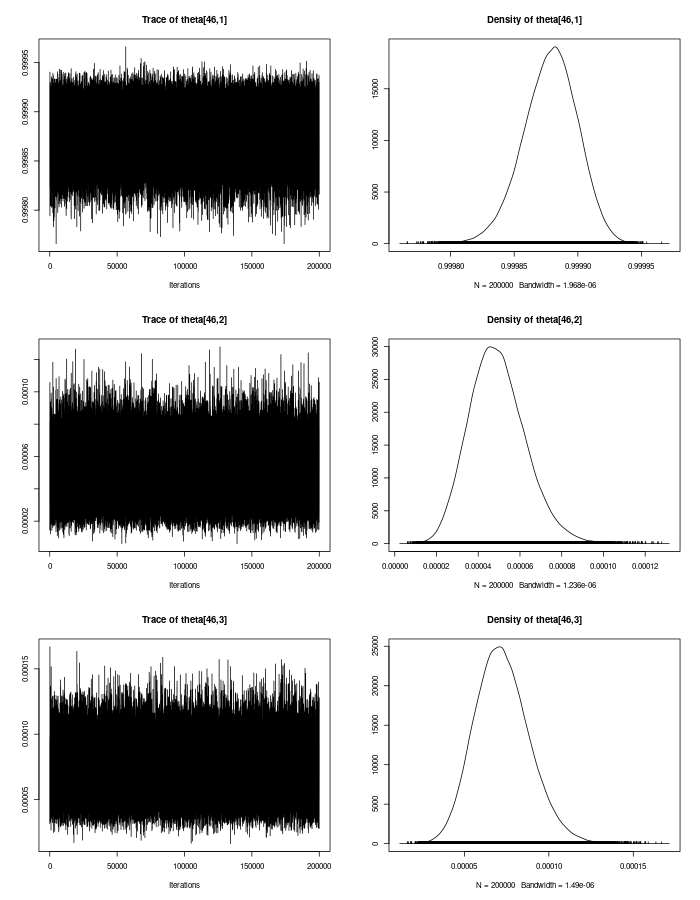 Trace of theta[46,1]
0.99980 0.99985 0.99990 0.99995
0 50000 100000 150000 200000
Iterations
Density of theta[46,1]
0 5000 10000 15000
0.99980 0.99985 0.99990 0.99995
N = 200000 Bandwidth = 1.968e-06
Trace of theta[46,2]
0.00002 0.00006 0.00010
0 50000 100000 150000 200000
Iterations
Density of theta[46,2]
0 5000 10000 15000 20000 25000 30000
0.00000 0.00002 0.00004 0.00006 0.00008 0.00010 0.00012
N = 200000 Bandwidth = 1.236e-06
Trace of theta[46,3]
0.00005 0.00010 0.00015
0 50000 100000 150000 200000
Iterations
Density of theta[46,3]
0 5000 10000 15000 20000 25000
0.00005 0.00010 0.00015
N = 200000 Bandwidth = 1.49e-06